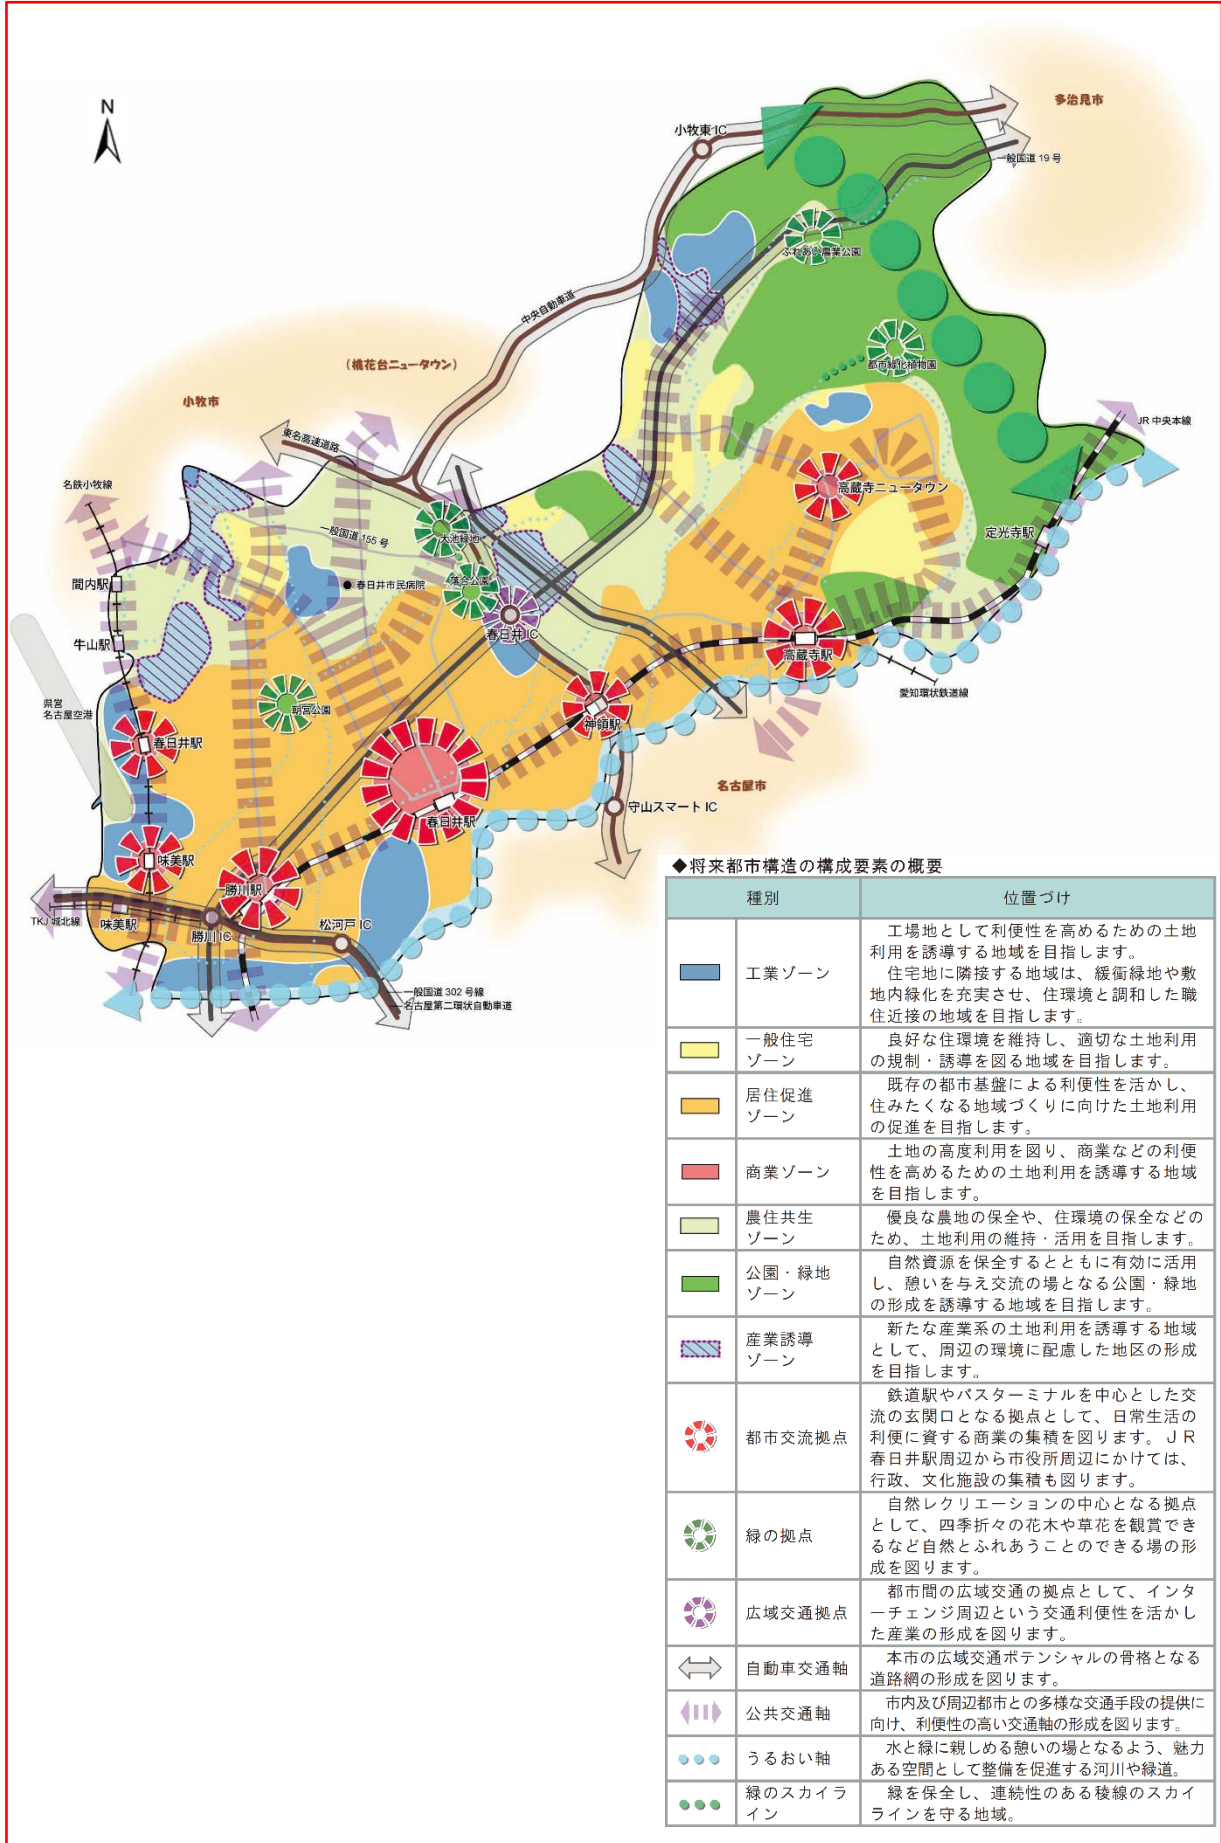 N
多治見市
小牧東 IC
一般国道 19 号
ふれあい農業公園
中央自動車道
都市緑化植物園
(桃花台ニュータウン)
小牧市
JR 中央本線
東名高速道路
名鉄小牧線
高蔵寺ニュータウン
一般国道 155 号
大池緑地
定光寺駅
間内駅
春日井市民病院
落合公園
春日井 IC
牛山駅
高蔵寺駅
愛知環状鉄道線
県営
名古屋空港
朝宮公園
神領駅
春日井駅
名古屋市
守山スマート IC
春日井駅
味美駅
勝川駅
TKJ 城北線
味美駅
勝川 IC
松河戸 IC
一般国道 302 号線
名古屋第二環状自動車道
◆将来都市構造の構成要素の概要
種別
位置づけ
工業ゾーン
工場地として利便性を高めるための土地
利用を誘導する地域を目指します。
住宅地に隣接する地域は、緩衝緑地や敷
地内緑化を充実させ、住環境と調和した職
住近接の地域を目指します。
一般住宅
ゾーン
良好な住環境を維持し、適切な土地利用
の規制・誘導を図る地域を目指します。
居住促進
ゾーン
既存の都市基盤による利便性を活かし、
住みたくなる地域づくりに向けた土地利用
の促進を目指します。
商業ゾーン
土地の高度利用を図り、商業などの利便
性を高めるための土地利用を誘導する地域
を目指します。
農住共生
ゾーン
優良な農地の保全や、住環境の保全などの
ため、土地利用の維持・活用を目指します。
公園・緑地
ゾーン
自然資源を保全するとともに有効に活用
し、憩いを与え交流の場となる公園・緑地
の形成を誘導する地域を目指します。
産業誘導
ゾーン
新たな産業系の土地利用を誘導する地域
として、周辺の環境に配慮した地区の形成
を目指します。
都市交流拠点
鉄道駅やバスターミナルを中心とした交
流の玄関口となる拠点として、日常生活の
利便に資する商業の集積を図ります。ＪＲ
春日井駅周辺から市役所周辺にかけては、
行政、文化施設の集積も図ります。
緑の拠点
自然レクリエーションの中心となる拠点
として、四季折々の花木や草花を観賞でき
るなど自然とふれあうことのできる場の形
成を図ります。
広域交通拠点
都市間の広域交通の拠点として、インタ
ーチェンジ周辺という交通利便性を活かし
た産業の形成を図ります。
自動車交通軸
本市の広域交通ポテンシャルの骨格となる
道路網の形成を図ります。
公共交通軸
市内及び周辺都市との多様な交通手段の提供に
向け、利便性の高い交通軸の形成を図ります。
うるおい軸
水と緑に親しめる憩いの場となるよう、魅力
ある空間として整備を促進する河川や緑道。
緑のスカイラ
イン
緑を保全し、連続性のある稜線のスカイ
ラインを守る地域。